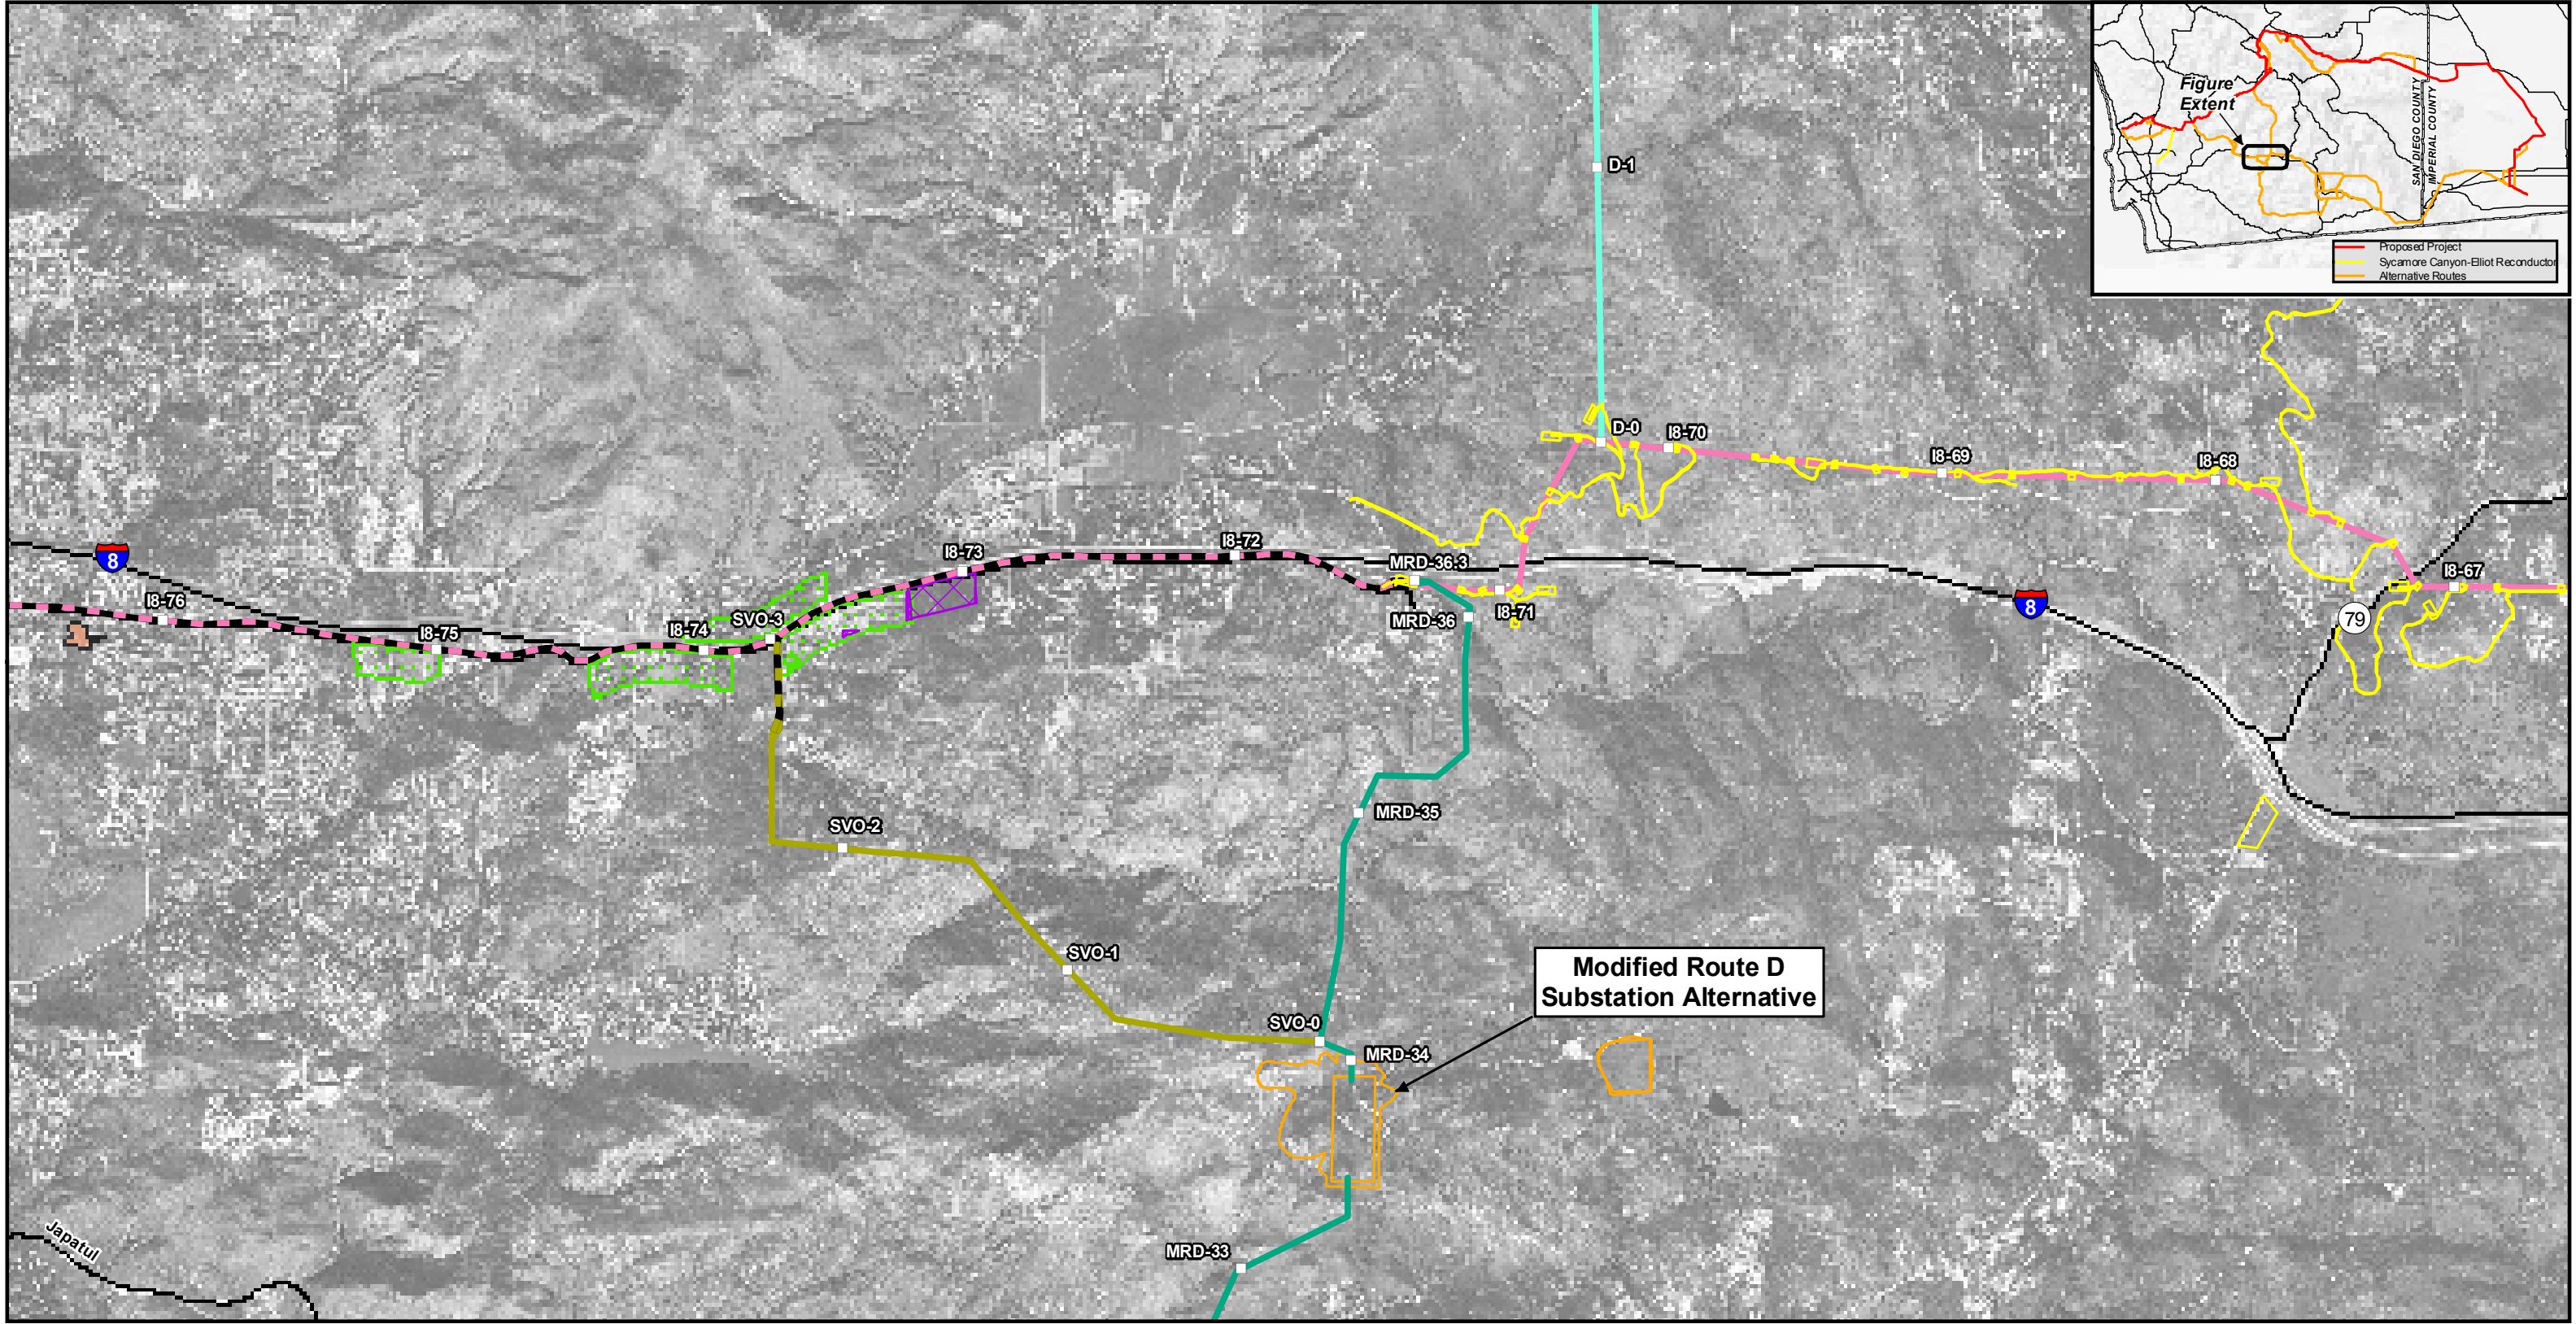 Figure
Extent
SAN DIEGO COUNTY
IMPERIAL COUNTY
Proposed Project
Sycamore Canyon-Elliot Reconductor
Alternative Routes
D-1
D-0
I8-70
I8-69
I8-68
I8-67
79
8
I8-73
I8-72
MRD-36.3
I8-71
MRD-36
8
I8-76
I8-75
I8-74
SVO-3
SVO-2
MRD-35
SVO-1
Modified Route D
Substation Alternative
SVO-0
MRD-34
MRD-33
Japatul